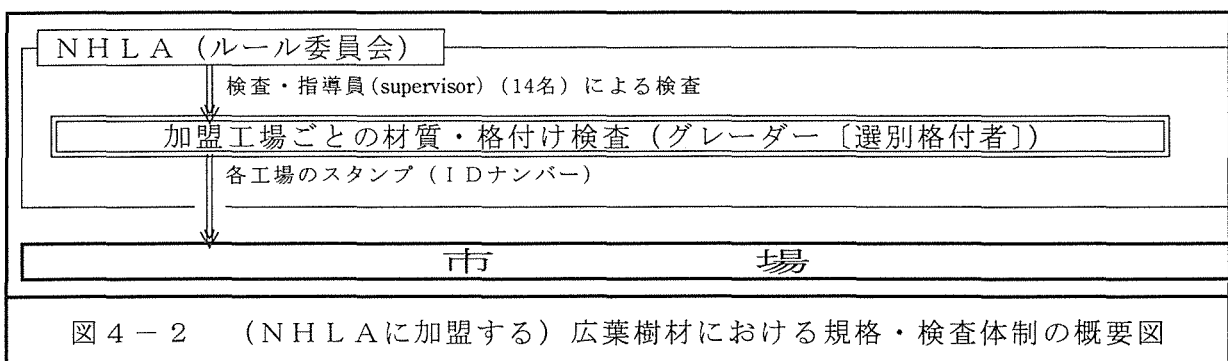 NHLA（ルール委員会）
検査・指導員(supervisor)（14名）による検査
加盟工場ごとの材質・格付け検査（グレーダー〔選別格付者〕）
各工場のスタンプ（IDナンバー）
市　　場
図4－2　（NHLAに加盟する）広葉樹材における規格・検査体制の概要図